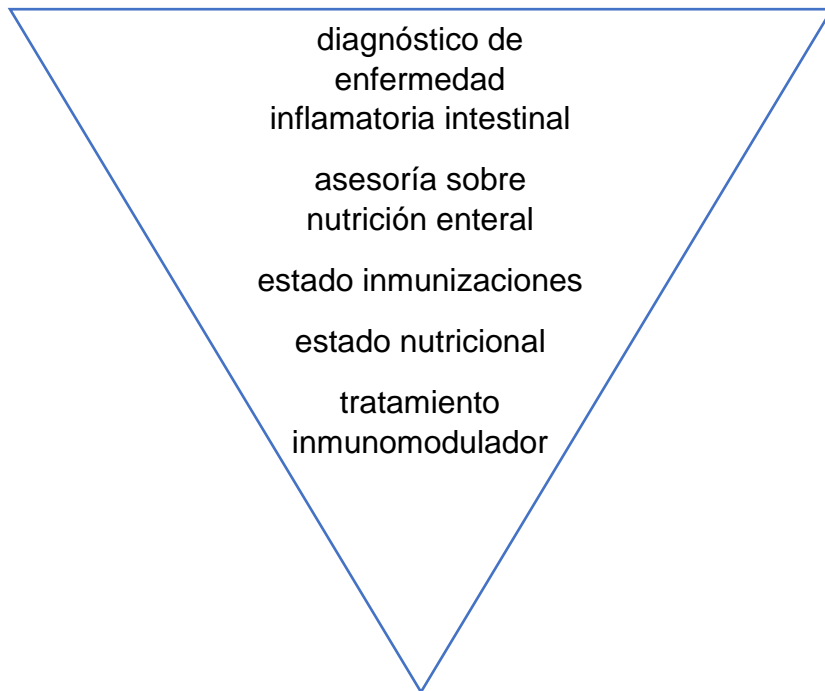 diagnóstico de
enfermedad
inflamatoria intestinal
asesoría sobre
nutrición enteral
estado inmunizaciones
estado nutricional
tratamiento
inmunomodulador